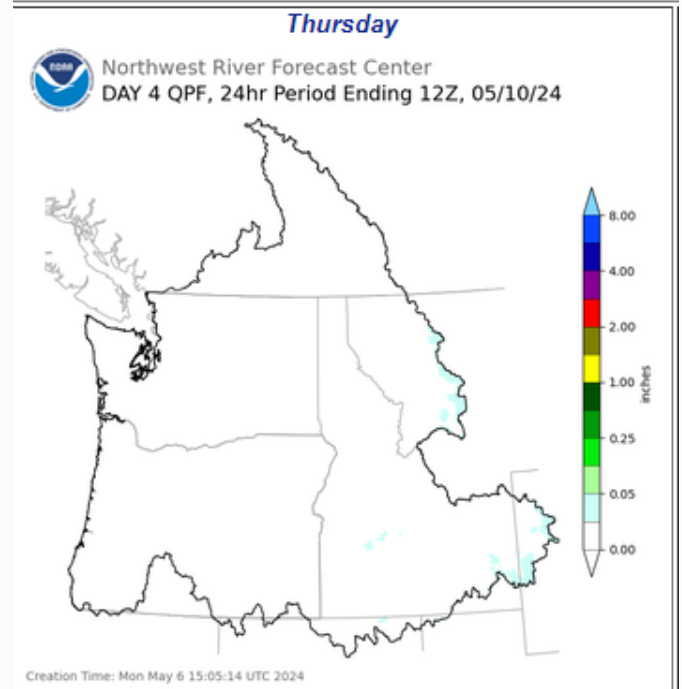 Thursday
NOAA
Northwest River Forecast Center
DAY 4 QPF, 24hr Period Ending 12Z, 05/10/24
8.00
4.00
2.00
1.00
0.25
0.05
0.00
inches
Creation Time: Mon May 6 15:05:14 UTC 2024